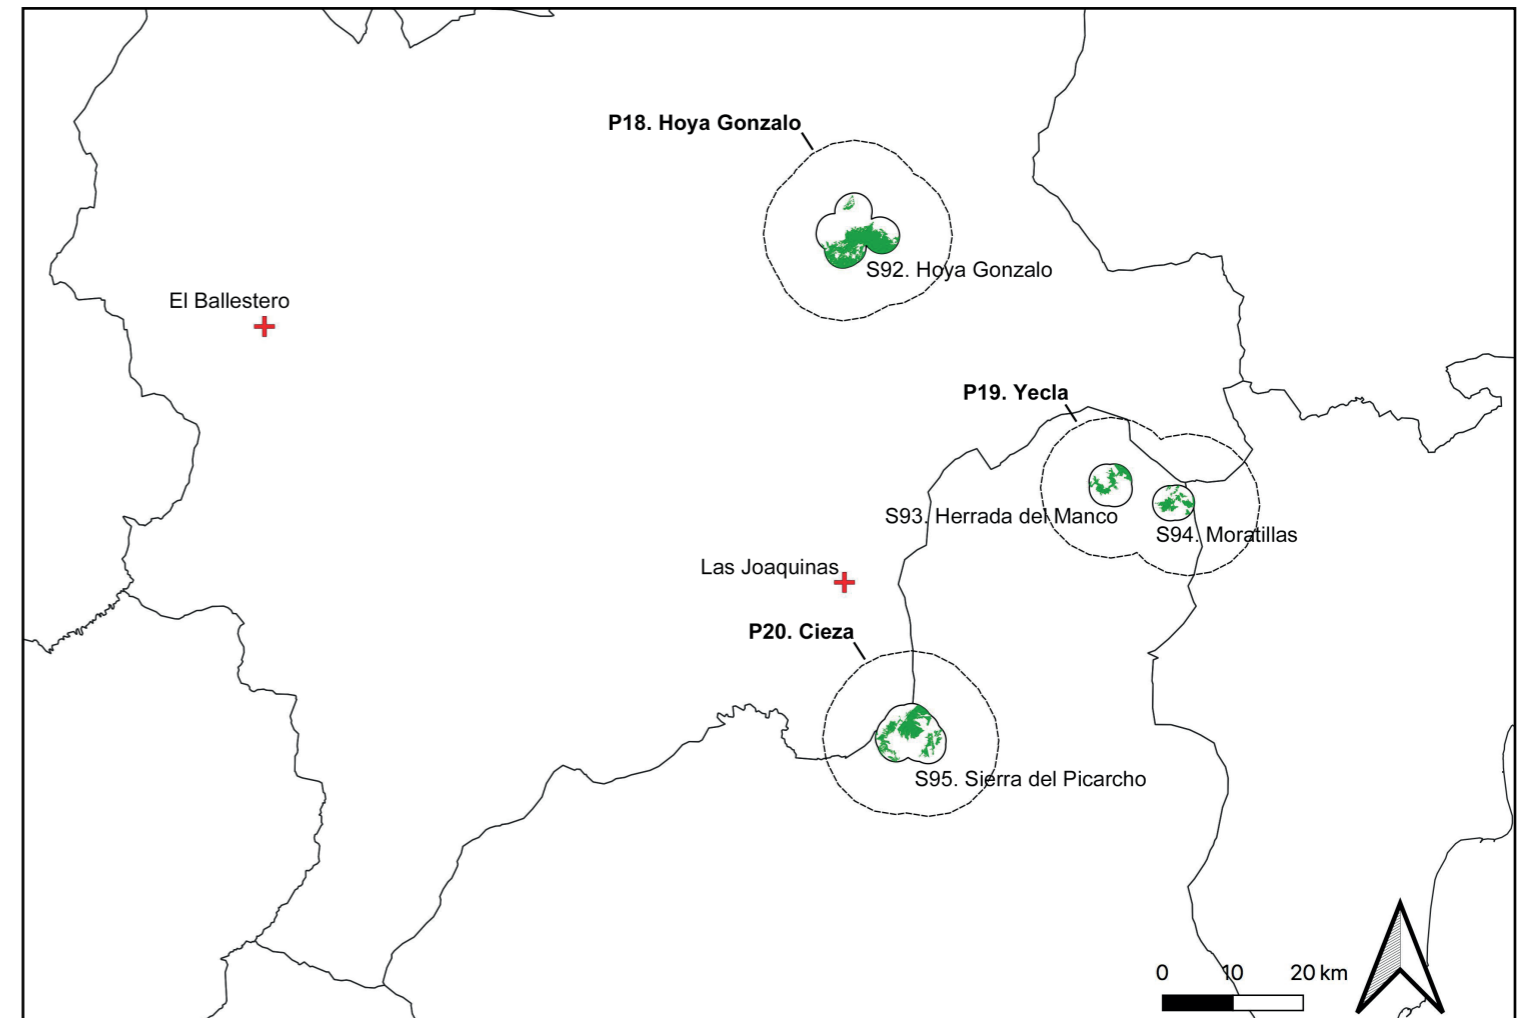 P18. Hoya Gonzalo
S92. Hoya Gonzalo
El Ballestero
P19. Yecla
S93. Herrada del Manco
S94. Moratillas
Las Joaquinas
P20. Cieza
S95. Sierra del Picarcho
0 10 20 km